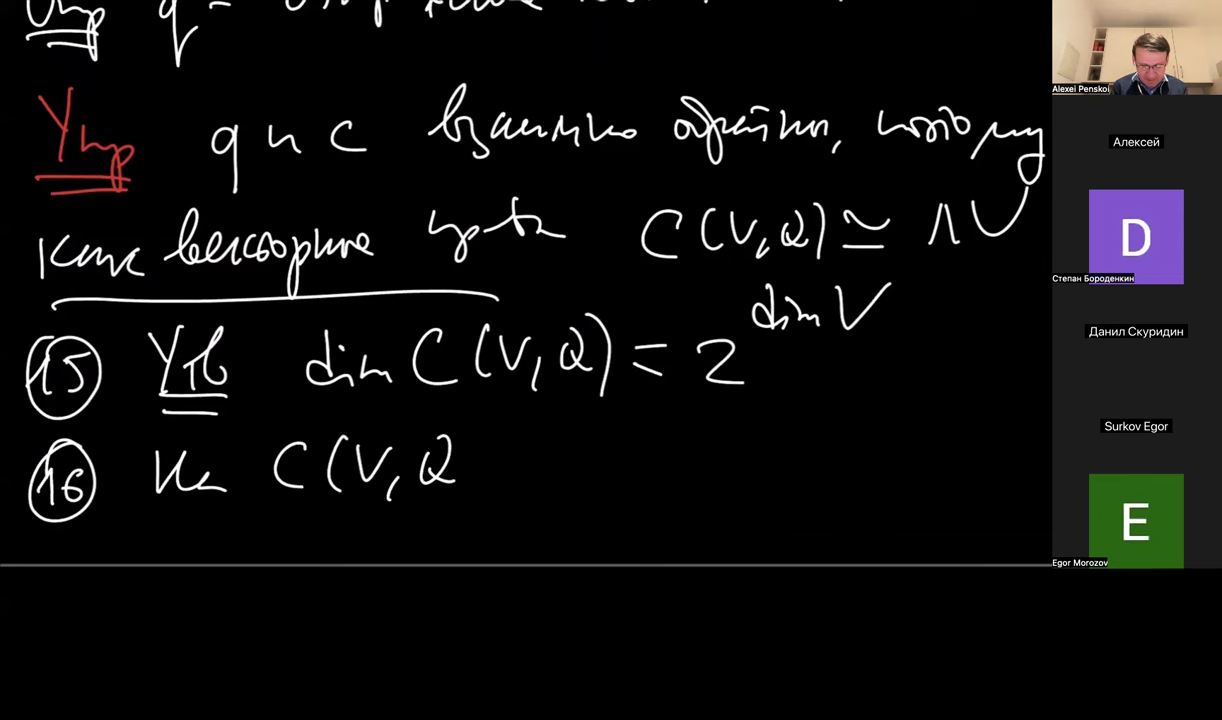 Упр q и c взаимно обратны, поэтому
как векторные пр-ва C(V,Q) ≃ ΛV
15 Утв dim C(V,Q) = 2^{dim V}
16 На C(V,Q
Alexei Penskoi
Алексей
D
Степан Бороденкин
Данил Скуридин
Surkov Egor
E
Egor Morozov